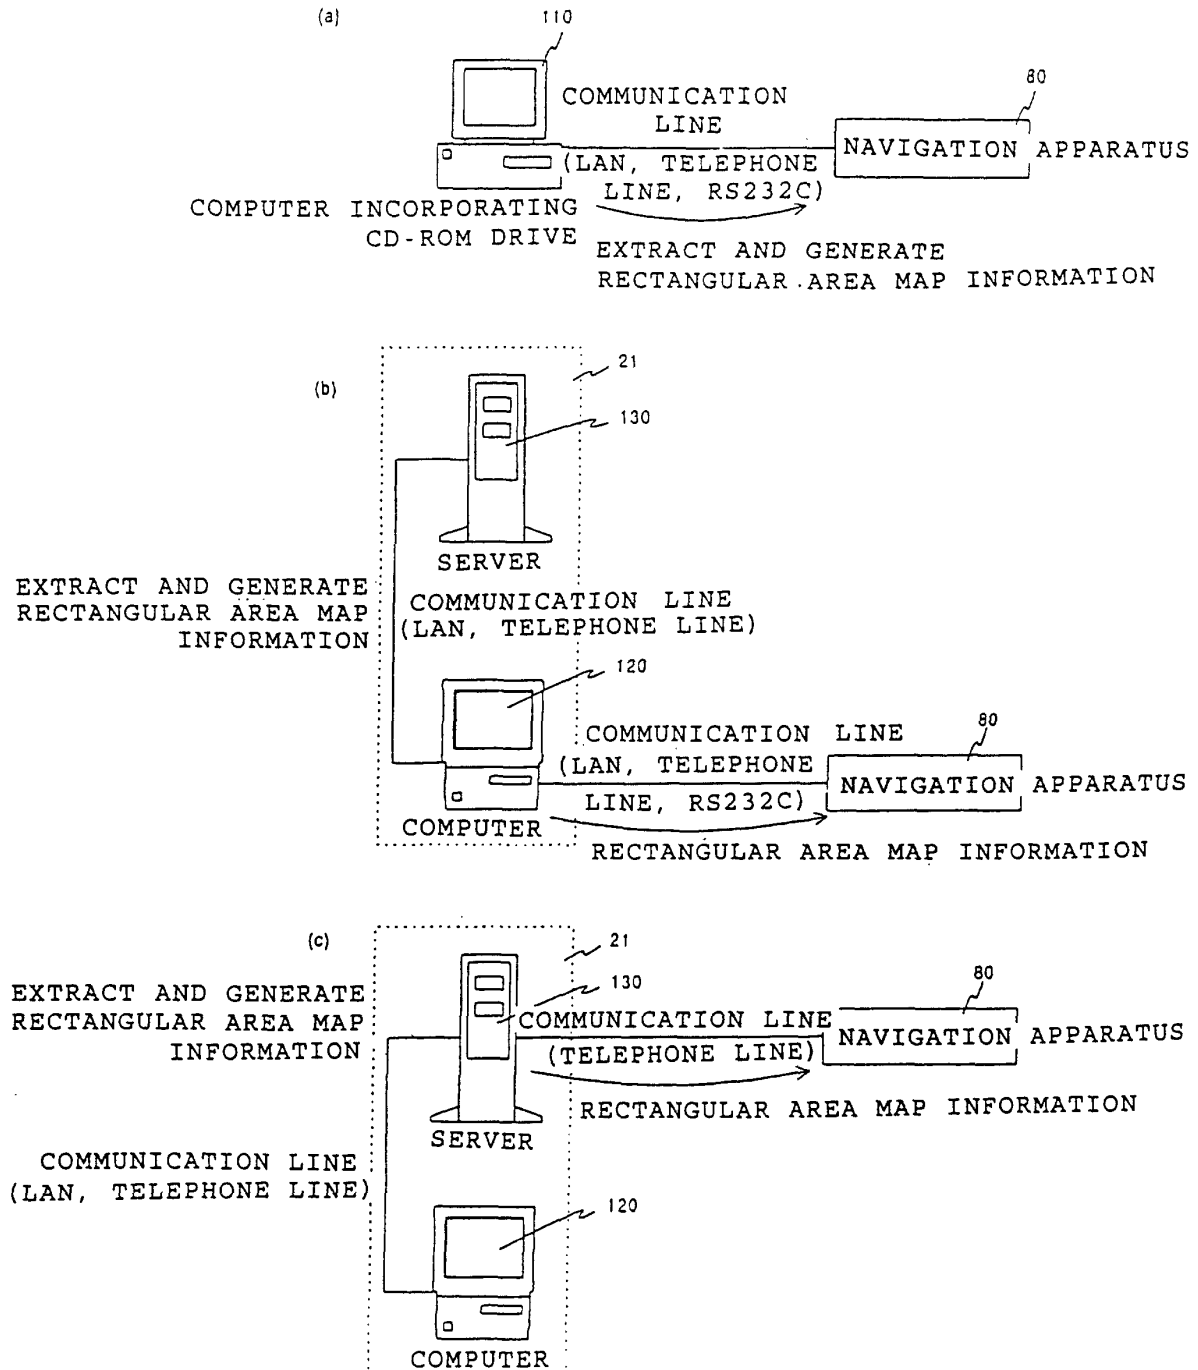 (a)
110
COMMUNICATION
LINE
80
NAVIGATION APPARATUS
(LAN, TELEPHONE
LINE, RS232C)
COMPUTER INCORPORATING
CD-ROM DRIVE
EXTRACT AND GENERATE
RECTANGULAR AREA MAP INFORMATION
(b)
21
130
SERVER
EXTRACT AND GENERATE
RECTANGULAR AREA MAP
INFORMATION
COMMUNICATION LINE
(LAN, TELEPHONE LINE)
120
COMMUNICATION LINE
(LAN, TELEPHONE
LINE, RS232C)
80
NAVIGATION APPARATUS
COMPUTER
RECTANGULAR AREA MAP INFORMATION
(c)
21
130
EXTRACT AND GENERATE
RECTANGULAR AREA MAP
INFORMATION
COMMUNICATION LINE
(TELEPHONE LINE)
80
NAVIGATION APPARATUS
RECTANGULAR AREA MAP INFORMATION
SERVER
COMMUNICATION LINE
(LAN, TELEPHONE LINE)
120
COMPUTER